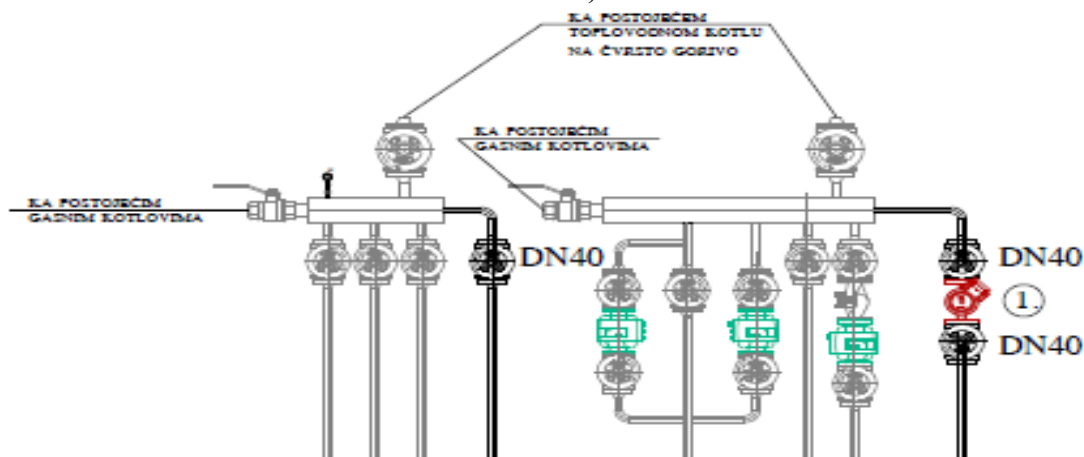 KA POSTOJEĆEM
TOPLOVODNOM KOTLU
NA ČVRSTO GORIVO
KA POSTOJEĆIM
GASNIM KOTLOVIMA
KA POSTOJEĆIM
GASNIM KOTLOVIMA
DN40
DN40
1.
DN40